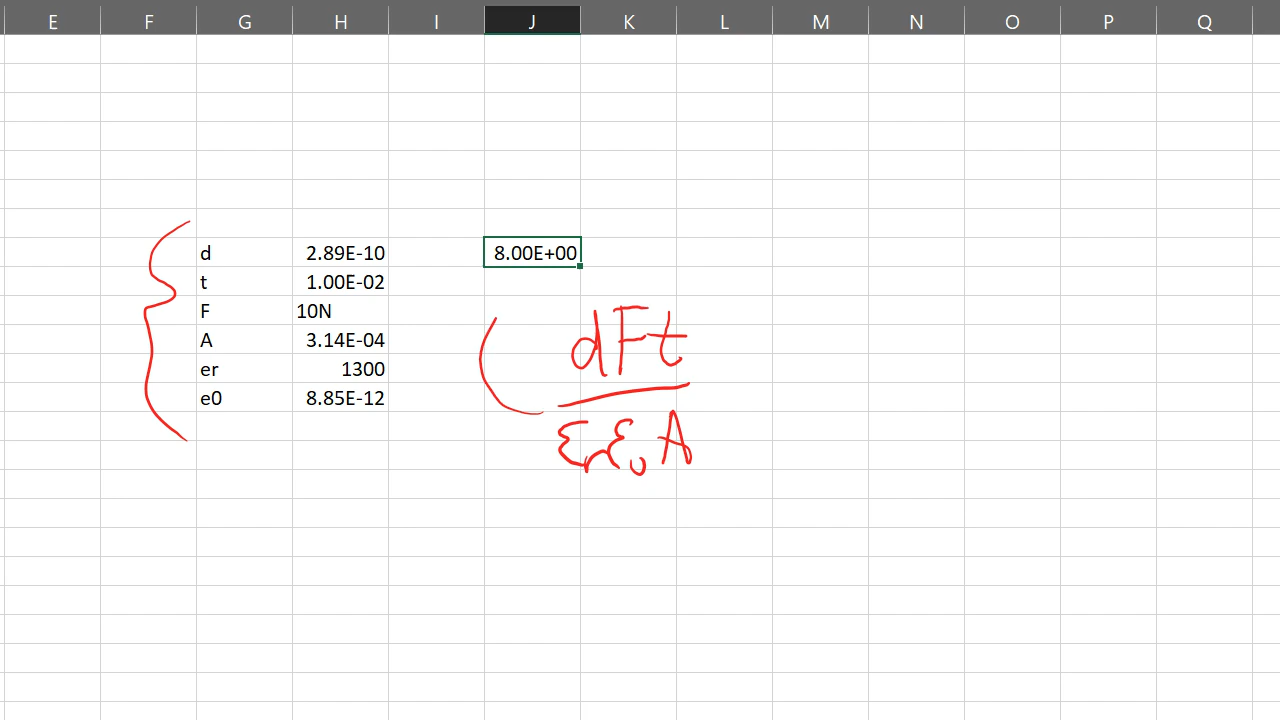 E F G H I J K L M N O P Q
d 2.89E-10 8.00E+00
t 1.00E-02
F 10N
A 3.14E-04
er 1300
e0 8.85E-12
dFt
εrε0A